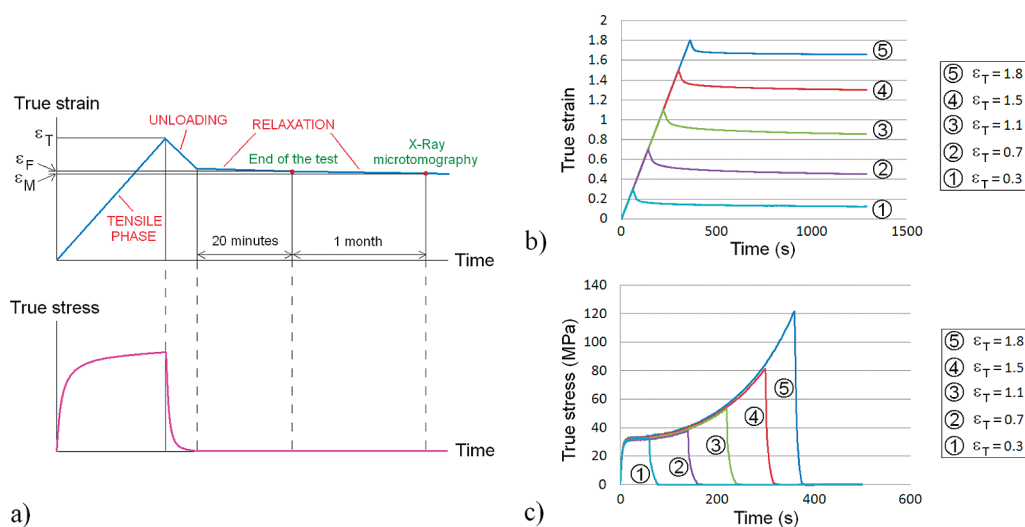 True strain
εT
εF
εM
UNLOADING
RELAXATION
End of the test
X-Ray
microtomography
TENSILE
PHASE
20 minutes
1 month
Time
True stress
Time
a)
True strain
2
1.8
1.6
1.4
1.2
1
0.8
0.6
0.4
0.2
0
0 500 1000 1500
Time (s)
⑤
④
③
②
①
⑤ εT = 1.8
④ εT = 1.5
③ εT = 1.1
② εT = 0.7
① εT = 0.3
b)
True stress (MPa)
140
120
100
80
60
40
20
0
0 200 400 600
Time (s)
①
②
③
④
⑤
⑤ εT = 1.8
④ εT = 1.5
③ εT = 1.1
② εT = 0.7
① εT = 0.3
c)